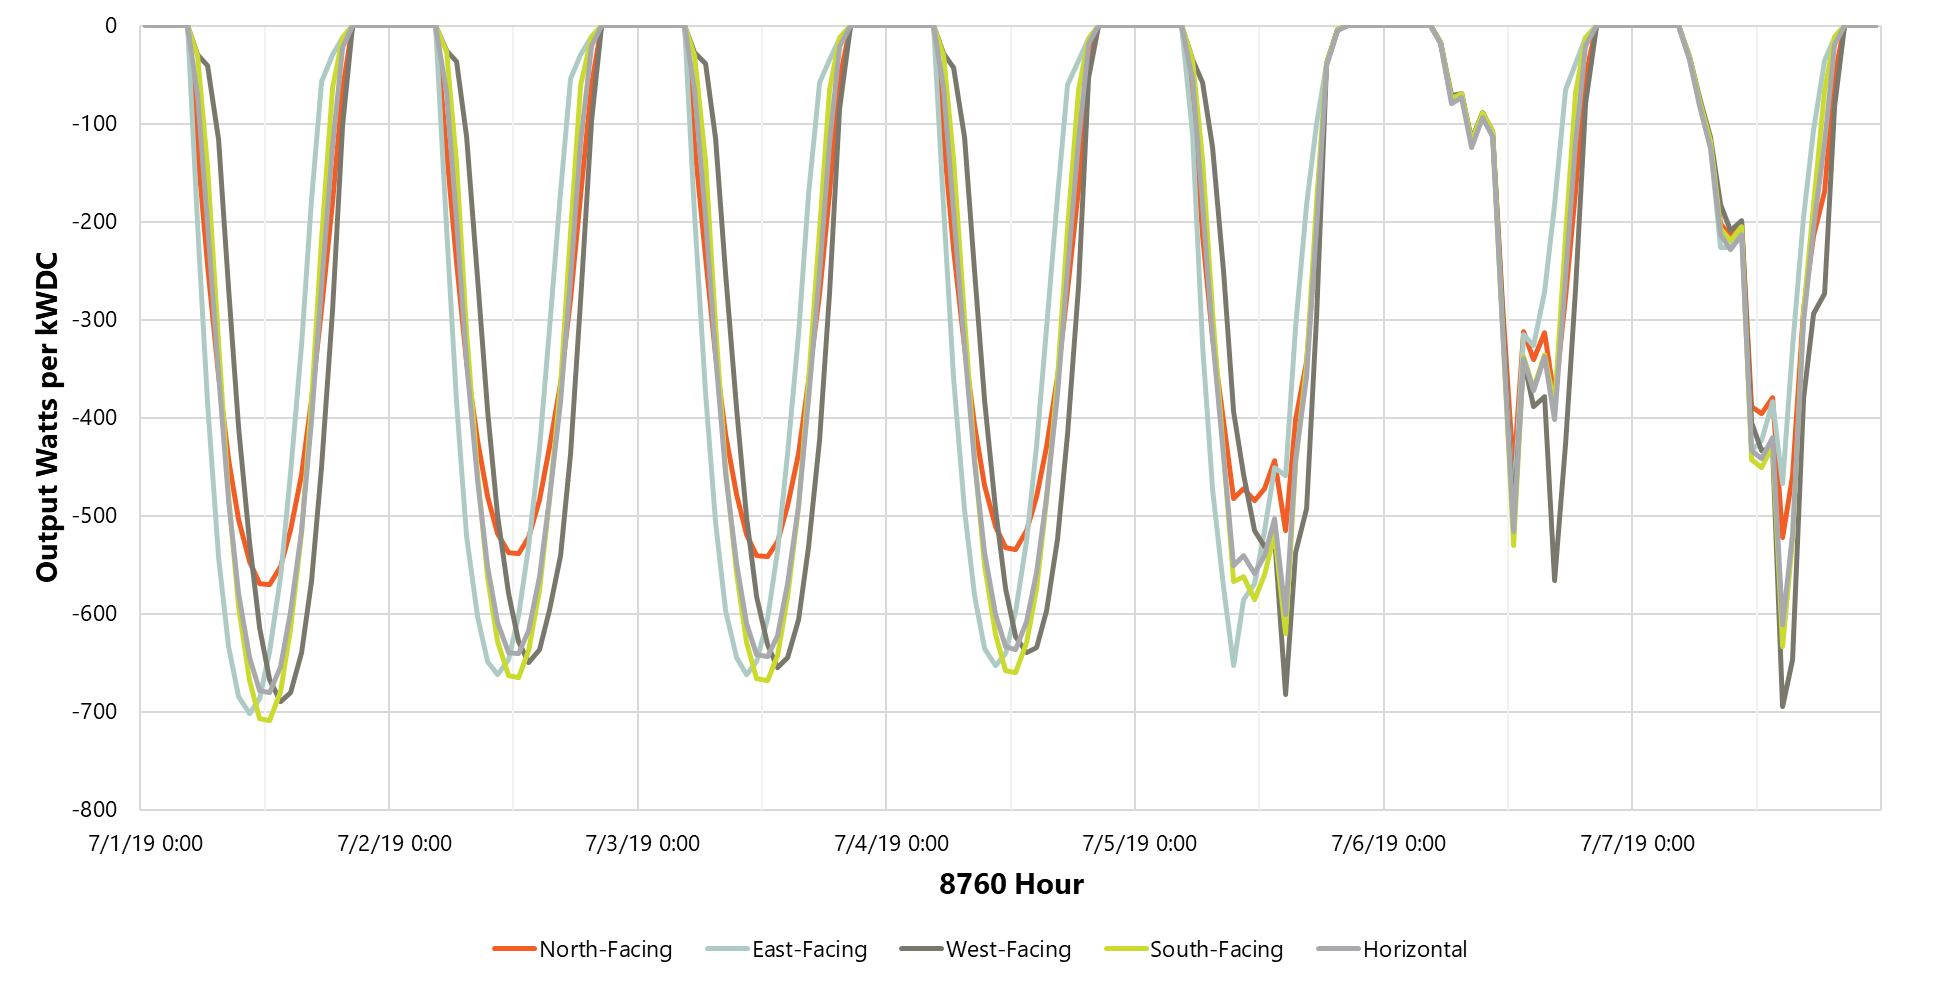 0
-100
-200
-300
-400
-500
-600
-700
-800
Output Watts per kWDC
7/1/19 0:00 7/2/19 0:00 7/3/19 0:00 7/4/19 0:00 7/5/19 0:00 7/6/19 0:00 7/7/19 0:00
8760 Hour
North-Facing East-Facing West-Facing South-Facing Horizontal